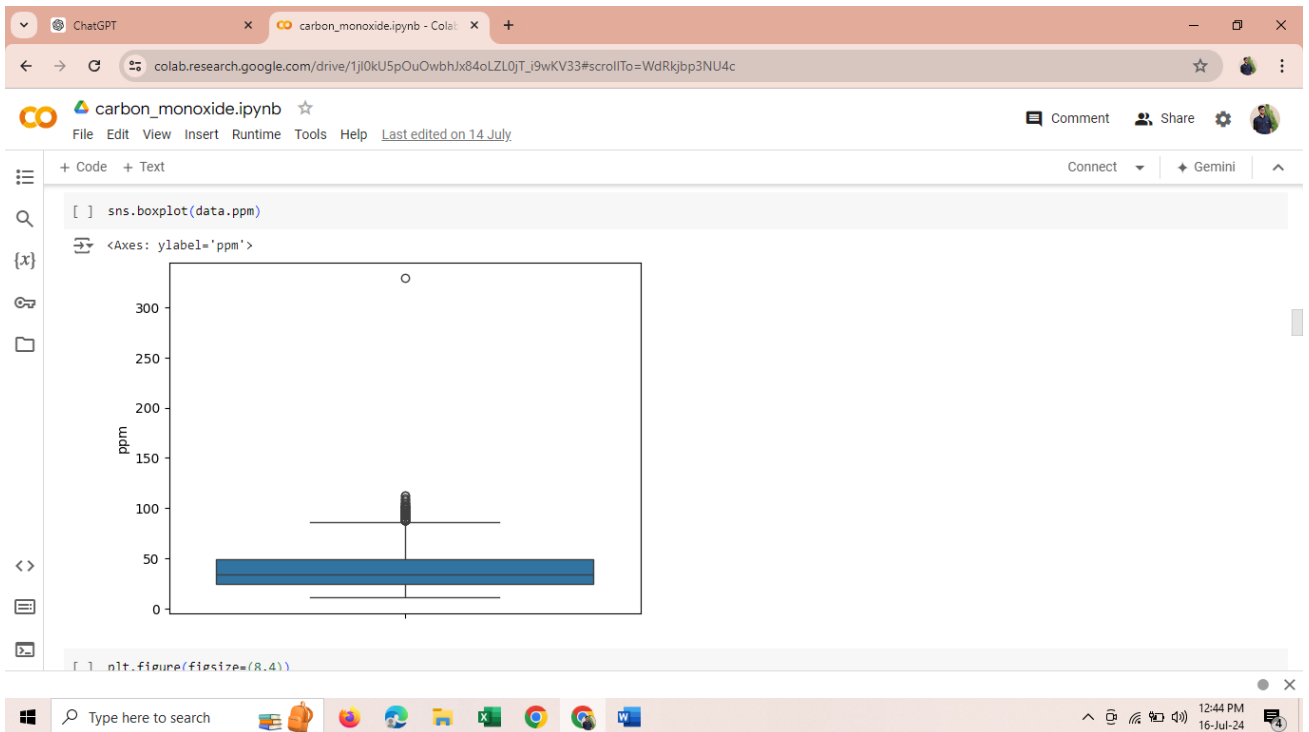 ChatGPT
carbon_monoxide.ipynb - Colab
colab.research.google.com/drive/1jl0kU5pOuOwbhJx84oLZL0jT_i9wKV33#scrollTo=WdRkjbp3NU4c
CO
carbon_monoxide.ipynb
File Edit View Insert Runtime Tools Help Last edited on 14 July
Comment Share
+ Code + Text
Connect Gemini
[ ] sns.boxplot(data.ppm)
{x}
<Axes: ylabel='ppm'>
300
250
200
150
100
50
0
ppm
[ ] plt.figure(figsize=(8,4))
Type here to search
12:44 PM
16-Jul-24
4